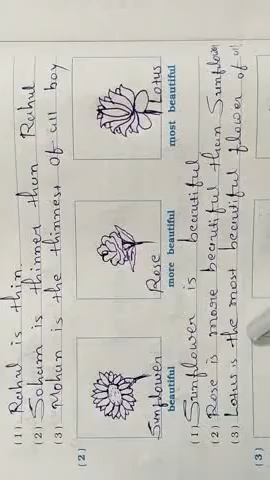 (1) Rahul is thin.
(2) Soham is thinner than Rahul
(3) Mohan is the thinnest of all boy
(2)
Sunflower Rose Lotus
beautiful more beautiful most beautiful
(1) Sunflower is beautiful
(2) Rose is more beautiful than Sunflower
(3) Lotus is the most beautiful flower of all
(3)